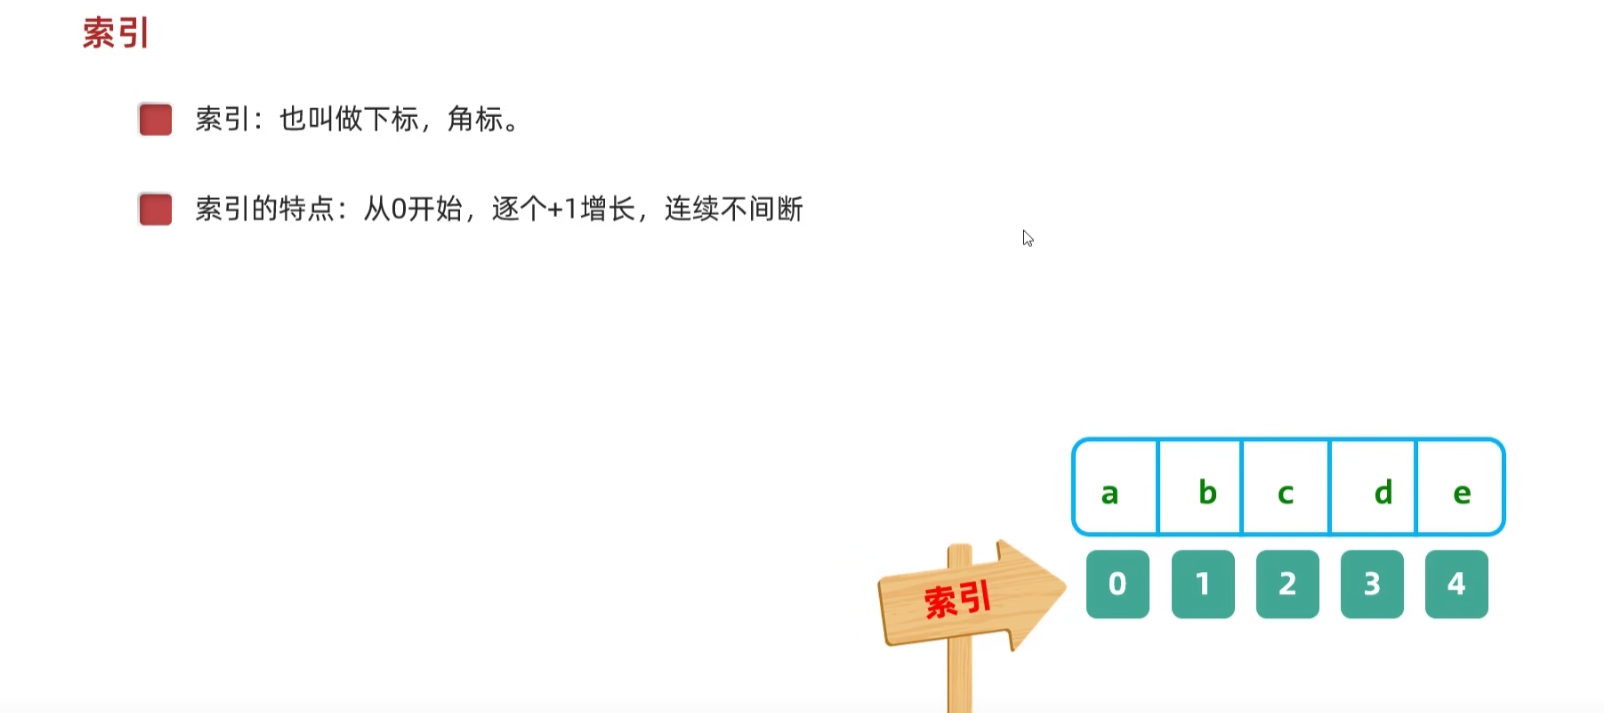 索引
索引：也叫做下标，角标。
索引的特点：从0开始，逐个+1增长，连续不间断
a b c d e
索引
0 1 2 3 4